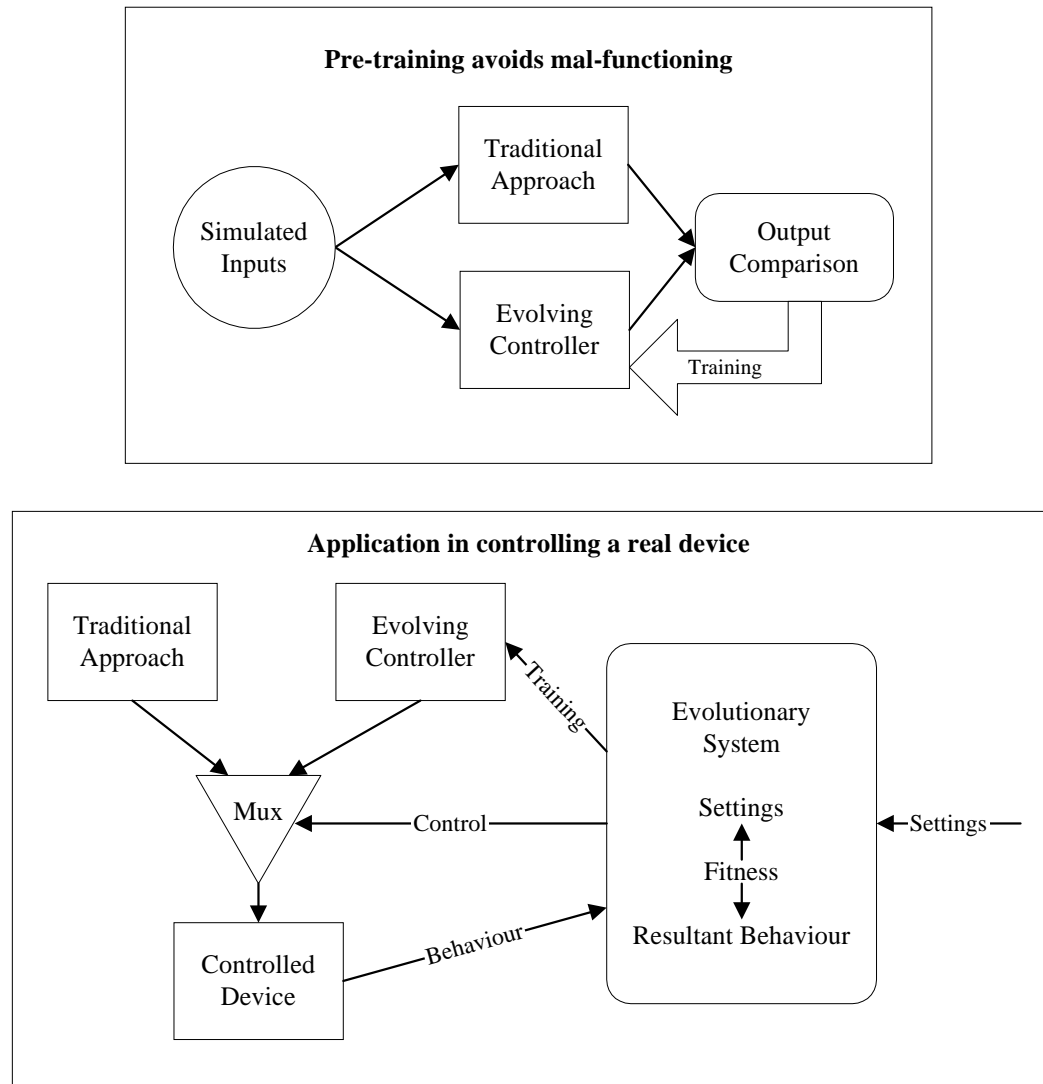 Pre-training avoids mal-functioning
Traditional
Approach
Simulated
Inputs
Output
Comparison
Evolving
Controller
Training
Application in controlling a real device
Traditional
Approach
Evolving
Controller
Training
Evolutionary
System
Mux
Control
Settings
Settings
Fitness
Resultant Behaviour
Behaviour
Controlled
Device